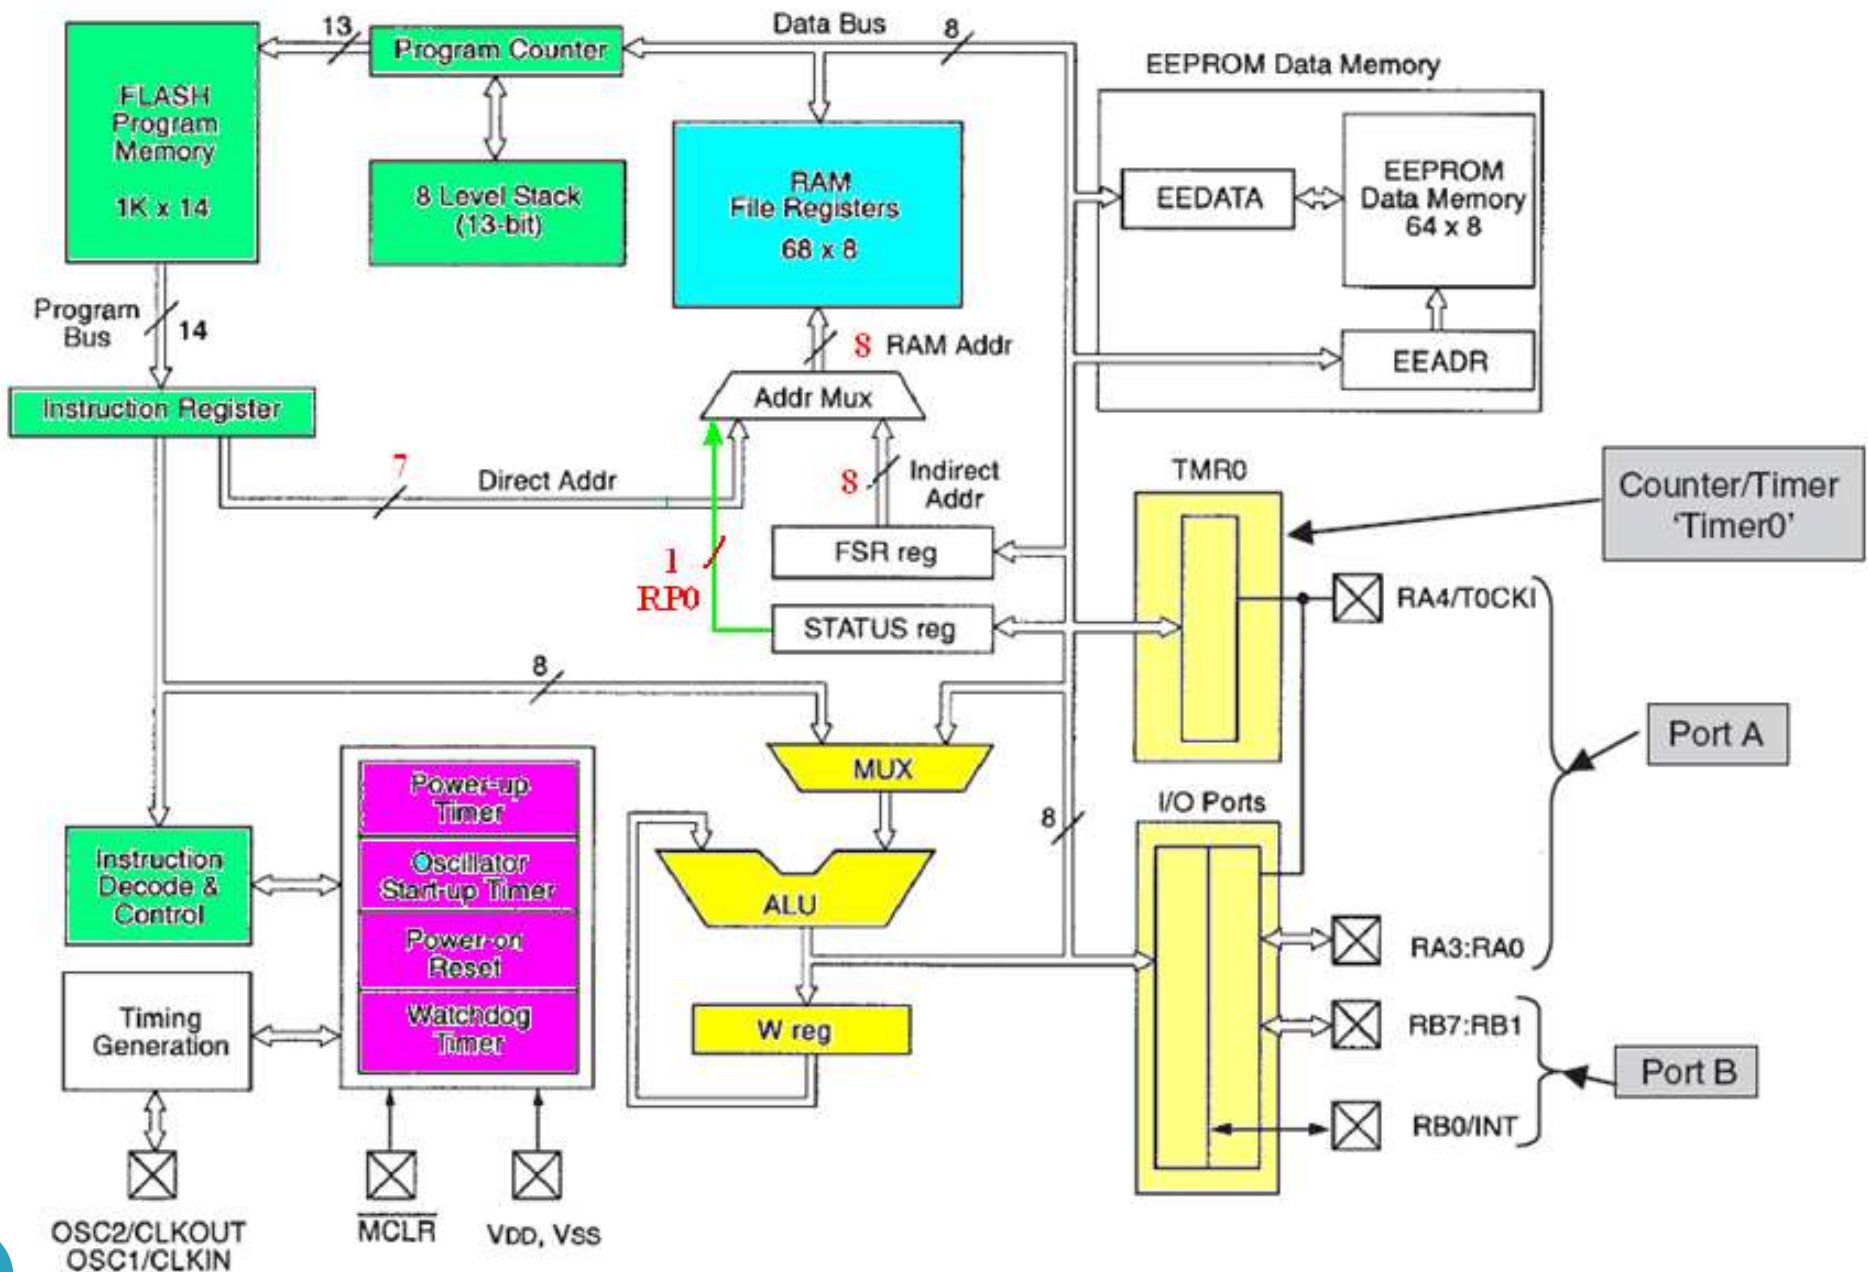 13
Program Counter
Data Bus
8
EEPROM Data Memory
FLASH
Program
Memory
1K x 14
8 Level Stack
(13-bit)
RAM
File Registers
68 x 8
EEDATA
EEPROM
Data Memory
64 x 8
Program
Bus
14
8
RAM Addr
EEADR
Instruction Register
Addr Mux
7
Direct Addr
8
Indirect
Addr
TMR0
Counter/Timer
‘Timer0’
1
RP0
FSR reg
STATUS reg
RA4/T0CKI
8
Port A
MUX
Power-up
Timer
I/O Ports
8
Instruction
Decode &
Control
Oscillator
Start-up Timer
ALU
Power-on
Reset
RA3:RA0
Timing
Generation
Watchdog
Timer
W reg
RB7:RB1
Port B
RB0/INT
OSC2/CLKOUT
OSC1/CLKIN
MCLR
VDD, VSS